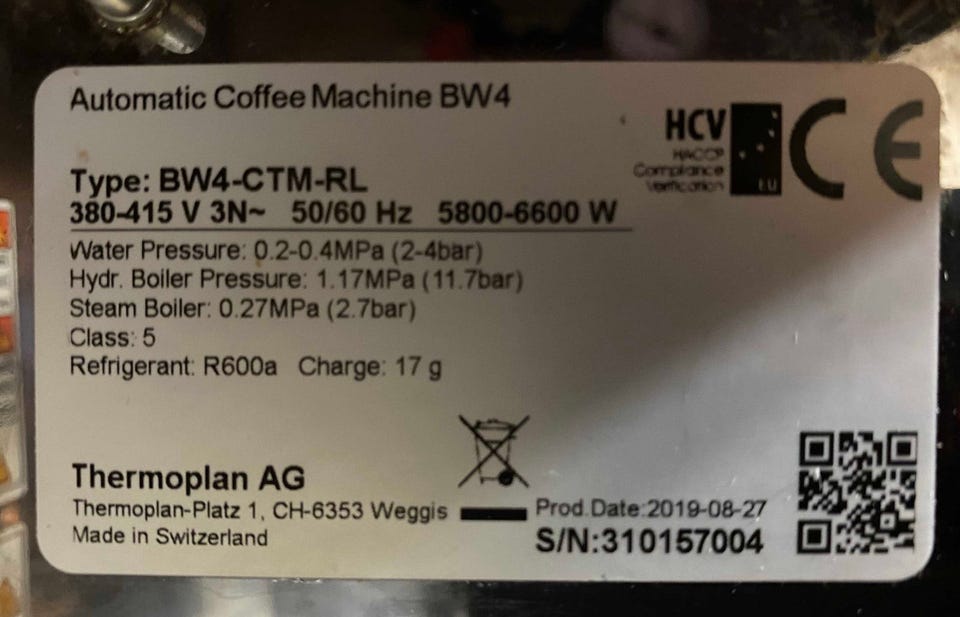 Automatic Coffee Machine BW4
HCV
HACCP
Compliance
Verification
EU
CE
Type: BW4-CTM-RL
380-415 V 3N~ 50/60 Hz 5800-6600 W
Water Pressure: 0.2-0.4MPa (2-4bar)
Hydr. Boiler Pressure: 1.17MPa (11.7bar)
Steam Boiler: 0.27MPa (2.7bar)
Class: 5
Refrigerant: R600a Charge: 17 g
Thermoplan AG
Thermoplan-Platz 1, CH-6353 Weggis
Made in Switzerland
Prod.Date:2019-08-27
S/N:310157004